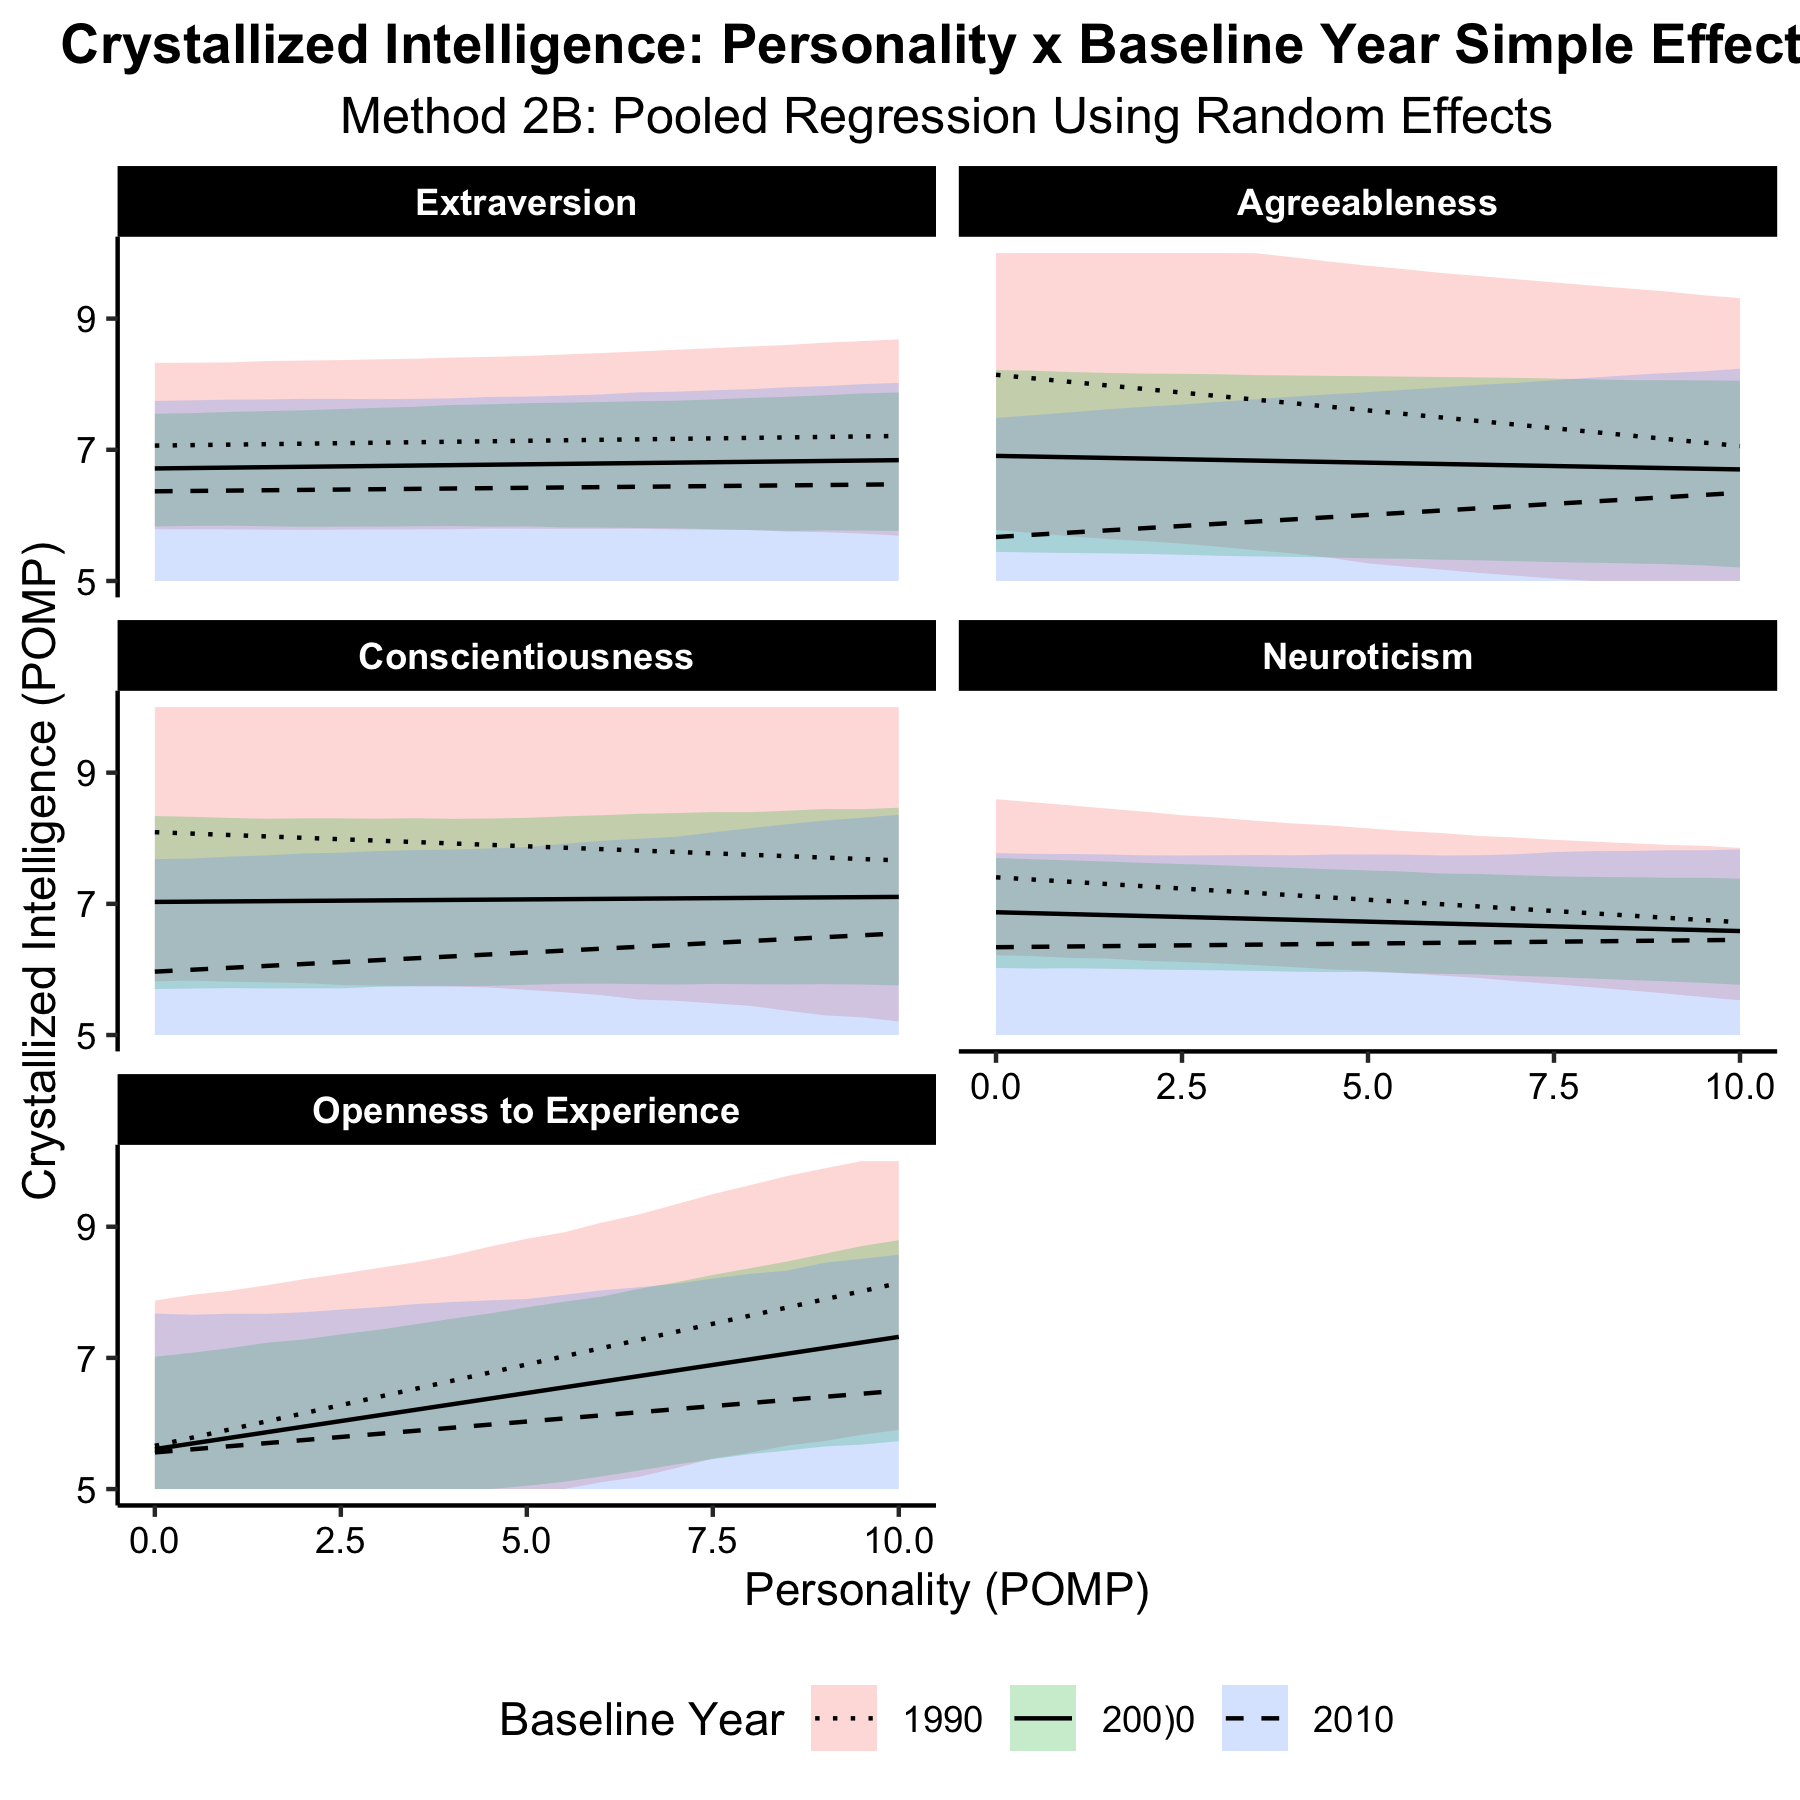 Crystallized Intelligence: Personality x Baseline Year Simple Effect
Method 2B: Pooled Regression Using Random Effects
Extraversion
Agreeableness
9
7
5
Conscientiousness
Neuroticism
9
7
5
0.0 2.5 5.0 7.5 10.0
Openness to Experience
9
7
5
0.0 2.5 5.0 7.5 10.0
Crystallized Intelligence (POMP)
Personality (POMP)
Baseline Year 1990 200)0 2010